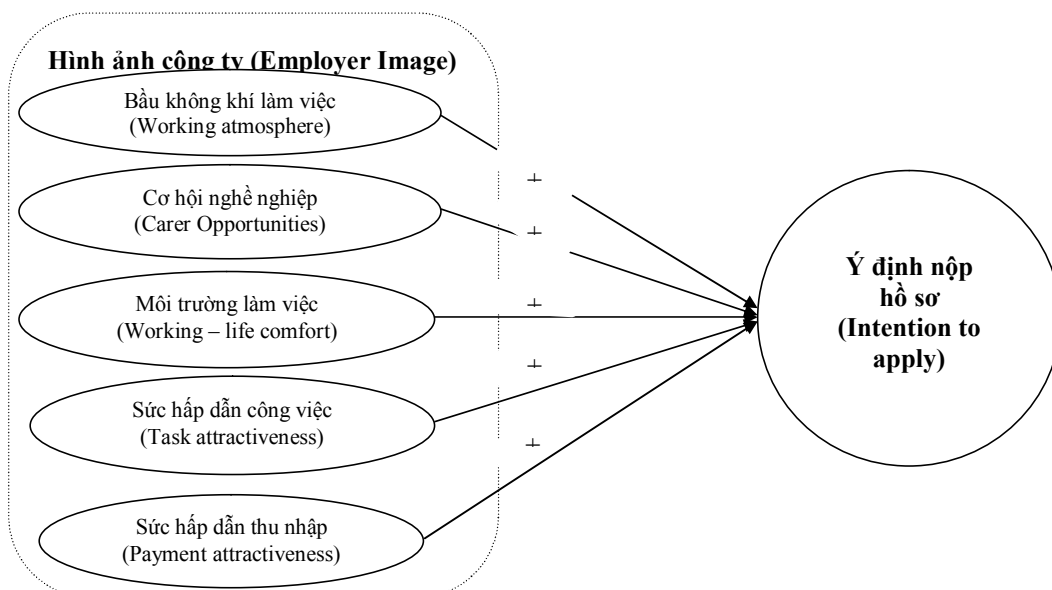 Hình ảnh công ty (Employer Image)
Bầu không khí làm việc
(Working atmosphere)
+
Cơ hội nghề nghiệp
(Carer Opportunities)
+
Môi trường làm việc
(Working – life comfort)
+
Sức hấp dẫn công việc
(Task attractiveness)
+
Sức hấp dẫn thu nhập
(Payment attractiveness)
+
Ý định nộp
hồ sơ
(Intention to
apply)